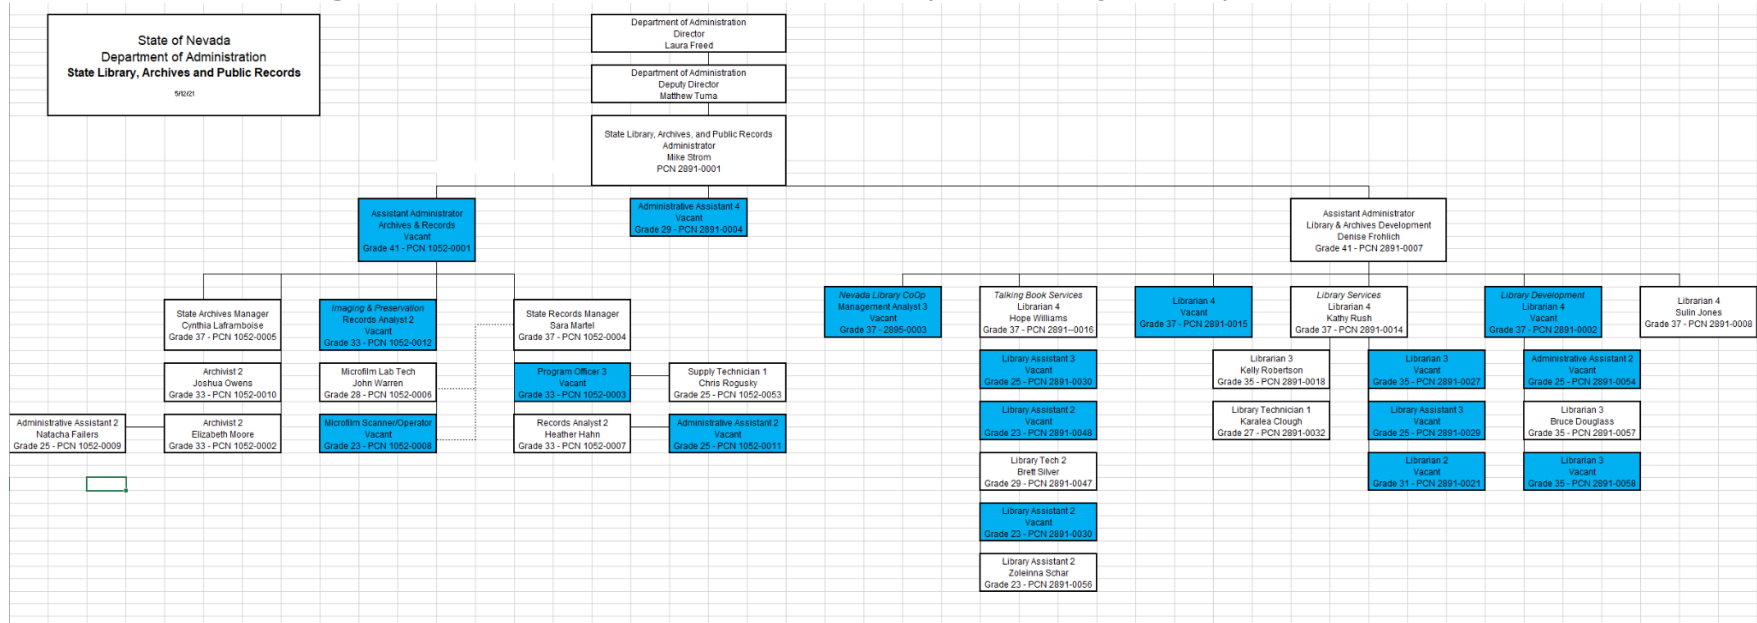 State of Nevada
Department of Administration
State Library, Archives and Public Records
5/12/21
Department of Administration
Director
Laura Freed
Department of Administration
Deputy Director
Matthew Tuma
State Library, Archives, and Public Records
Administrator
Mike Strom
PCN 2891-0001
Assistant Administrator
Archives & Records
Vacant
Grade 41 - PCN 1052-0001
Administrative Assistant 4
Vacant
Grade 29 - PCN 2891-0004
Assistant Administrator
Library & Archives Development
Denise Frohlich
Grade 41 - PCN 2891-0007
State Archives Manager
Cynthia Laframboise
Grade 37 - PCN 1052-0005
Imaging & Preservation
Records Analyst 2
Vacant
Grade 33 - PCN 1052-0012
State Records Manager
Sara Martel
Grade 37 - PCN 1052-0004
Nevada Library CoOp
Management Analyst 3
Vacant
Grade 37 - 2895-0003
Talking Book Services
Librarian 4
Hope Williams
Grade 37 - PCN 2891--0016
Librarian 4
Vacant
Grade 37 - PCN 2891-0015
Library Services
Librarian 4
Kathy Rush
Grade 37 - PCN 2891-0014
Library Development
Librarian 4
Vacant
Grade 37 - PCN 2891-0002
Librarian 4
Sulin Jones
Grade 37 - PCN 2891-0008
Archivist 2
Joshua Owens
Grade 33 - PCN 1052-0010
Microfilm Lab Tech
John Warren
Grade 28 - PCN 1052-0006
Program Officer 3
Vacant
Grade 33 - PCN 1052-0003
Supply Technician 1
Chris Rogusky
Grade 25 - PCN 1052-0053
Library Assistant 3
Vacant
Grade 25 - PCN 2891-0030
Librarian 3
Kelly Robertson
Grade 35 - PCN 2891-0018
Librarian 3
Vacant
Grade 35 - PCN 2891-0027
Administrative Assistant 2
Vacant
Grade 25 - PCN 2891-0054
Administrative Assistant 2
Natacha Failers
Grade 25 - PCN 1052-0009
Archivist 2
Elizabeth Moore
Grade 33 - PCN 1052-0002
Microfilm Scanner/Operator
Vacant
Grade 23 - PCN 1052-0008
Records Analyst 2
Heather Hahn
Grade 33 - PCN 1052-0007
Administrative Assistant 2
Vacant
Grade 25 - PCN 1052-0011
Library Assistant 2
Vacant
Grade 23 - PCN 2891-0048
Library Technician 1
Karalea Clough
Grade 27 - PCN 2891-0032
Library Assistant 3
Vacant
Grade 25 - PCN 2891-0029
Librarian 3
Bruce Douglass
Grade 35 - PCN 2891-0057
Library Tech 2
Brett Silver
Grade 29 - PCN 2891-0047
Librarian 2
Vacant
Grade 31 - PCN 2891-0021
Librarian 3
Vacant
Grade 35 - PCN 2891-0058
Library Assistant 2
Vacant
Grade 23 - PCN 2891-0030
Library Assistant 2
Zoleinna Schar
Grade 23 - PCN 2891-0056